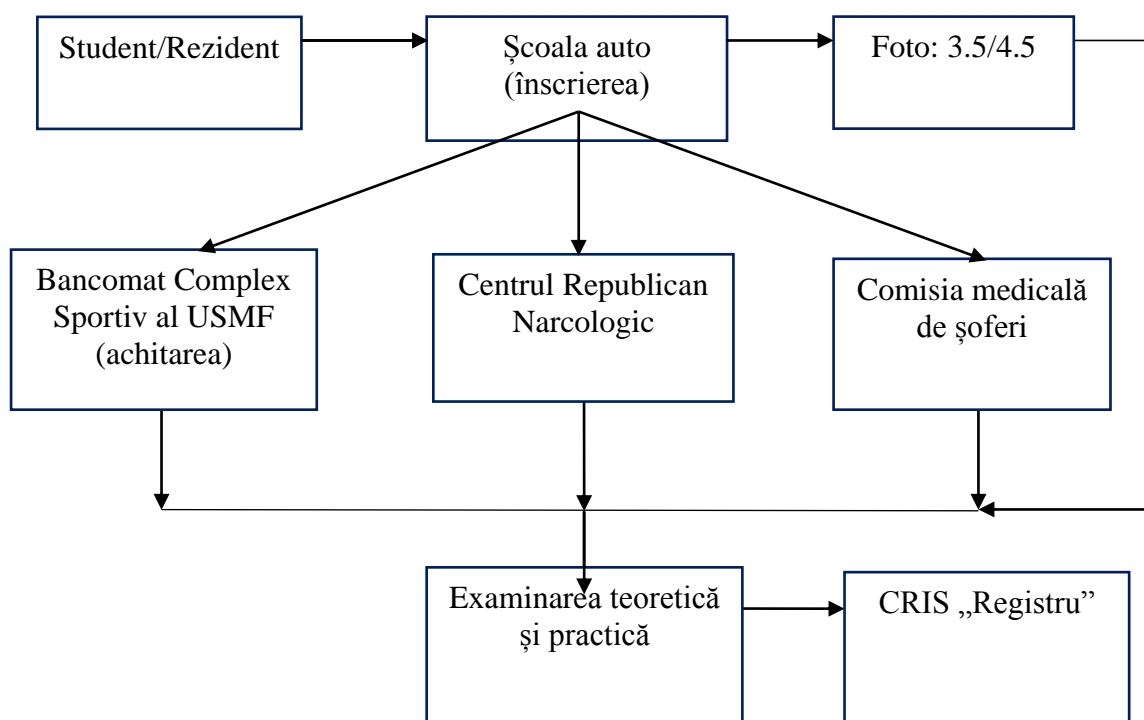 Student/Rezident
Școala auto
(înscrierea)
Foto: 3.5/4.5
Bancomat Complex
Sportiv al USMF
(achitarea)
Centrul Republican
Narcologic
Comisia medicală
de șoferi
Examinarea teoretică
și practică
CRIS „Registru”